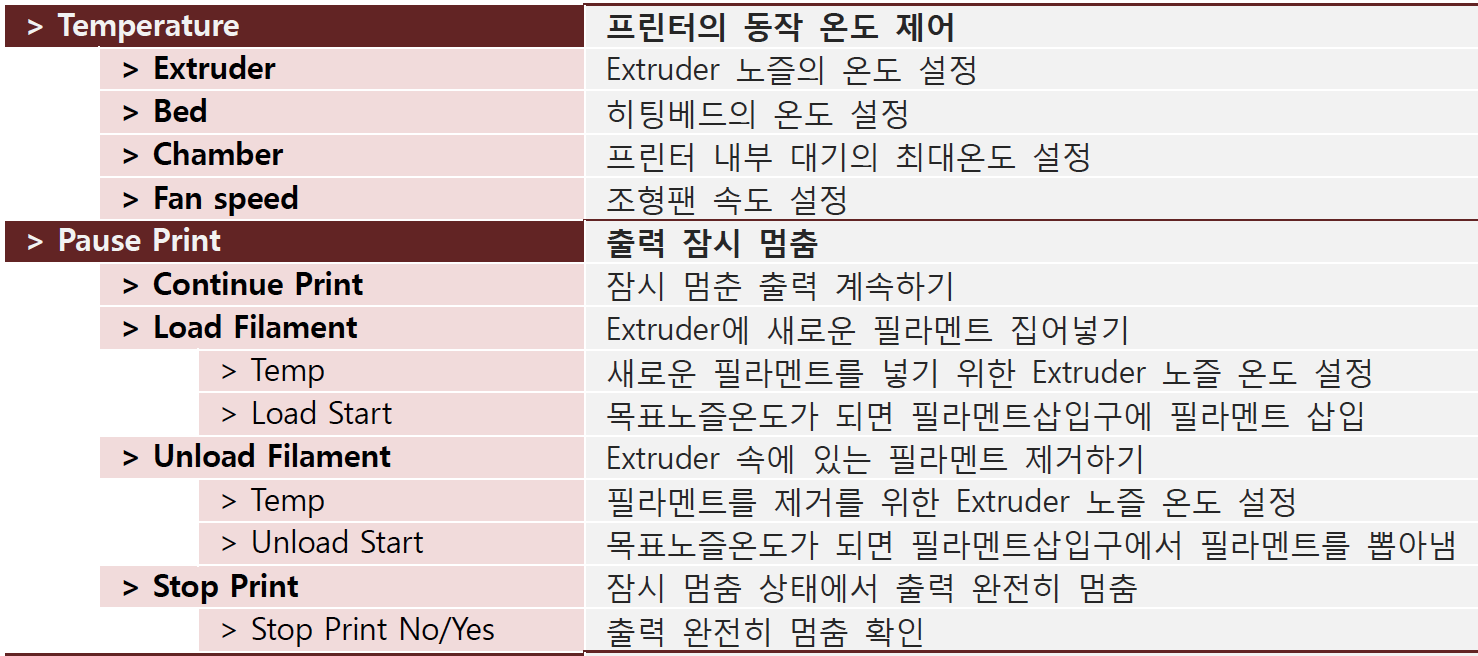 > Temperature 프린터의 동작 온도 제어
> Extruder Extruder 노즐의 온도 설정
> Bed 히팅베드의 온도 설정
> Chamber 프린터 내부 대기의 최대온도 설정
> Fan speed 조형팬 속도 설정
> Pause Print 출력 잠시 멈춤
> Continue Print 잠시 멈춘 출력 계속하기
> Load Filament Extruder에 새로운 필라멘트 집어넣기
> Temp 새로운 필라멘트를 넣기 위한 Extruder 노즐 온도 설정
> Load Start 목표노즐온도가 되면 필라멘트삽입구에 필라멘트 삽입
> Unload Filament Extruder 속에 있는 필라멘트 제거하기
> Temp 필라멘트를 제거를 위한 Extruder 노즐 온도 설정
> Unload Start 목표노즐온도가 되면 필라멘트삽입구에서 필라멘트를 뽑아냄
> Stop Print 잠시 멈춤 상태에서 출력 완전히 멈춤
> Stop Print No/Yes 출력 완전히 멈춤 확인